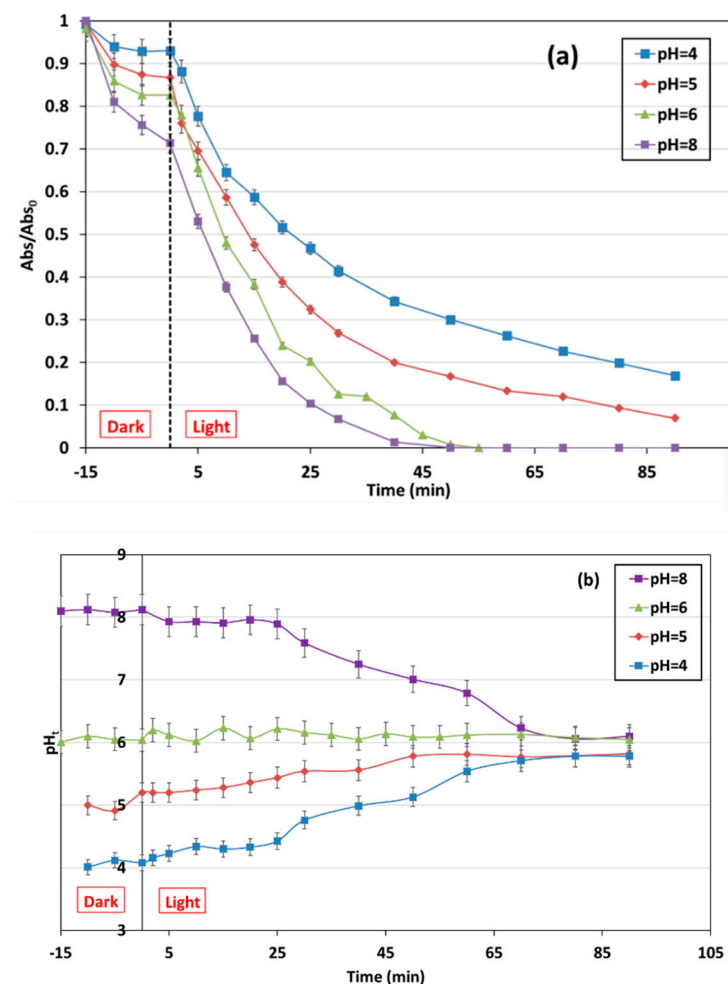 (a)
pH=4
pH=5
pH=6
pH=8
1
0.9
0.8
0.7
0.6
0.5
0.4
0.3
0.2
0.1
0
Abs/Abs₀
Dark
Light
-15 5 25 45 65 85
Time (min)
(b)
pH=8
pH=6
pH=5
pH=4
9
8
7
6
5
4
3
pHₜ
Dark
Light
-15 5 25 45 65 85 105
Time (min)